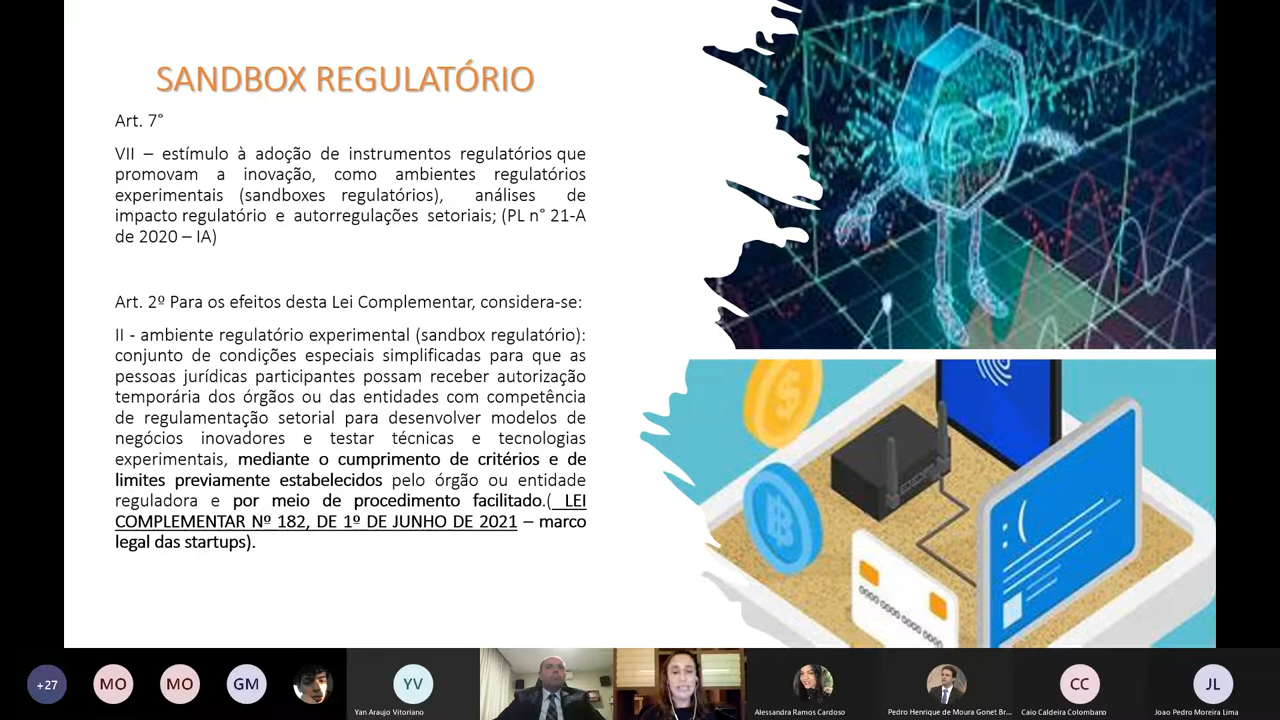 SANDBOX REGULATÓRIO
Art. 7°
VII – estímulo à adoção de instrumentos regulatórios que
promovam a inovação, como ambientes regulatórios
experimentais (sandboxes regulatórios), análises de
impacto regulatório e autorregulações setoriais; (PL n° 21-A
de 2020 – IA)
Art. 2º Para os efeitos desta Lei Complementar, considera-se:
II - ambiente regulatório experimental (sandbox regulatório):
conjunto de condições especiais simplificadas para que as
pessoas jurídicas participantes possam receber autorização
temporária dos órgãos ou das entidades com competência
de regulamentação setorial para desenvolver modelos de
negócios inovadores e testar técnicas e tecnologias
experimentais, mediante o cumprimento de critérios e de
limites previamente estabelecidos pelo órgão ou entidade
reguladora e por meio de procedimento facilitado.( LEI
COMPLEMENTAR Nº 182, DE 1º DE JUNHO DE 2021 – marco
legal das startups).
: (
+27
MO
MO
GM
YV
CC
JL
Yan Araujo Vitoriano
Alessandra Ramos Cardoso
Pedro Henrique de Moura Gonet Br...
Caio Caldeira Colombano
Joao Pedro Moreira Lima